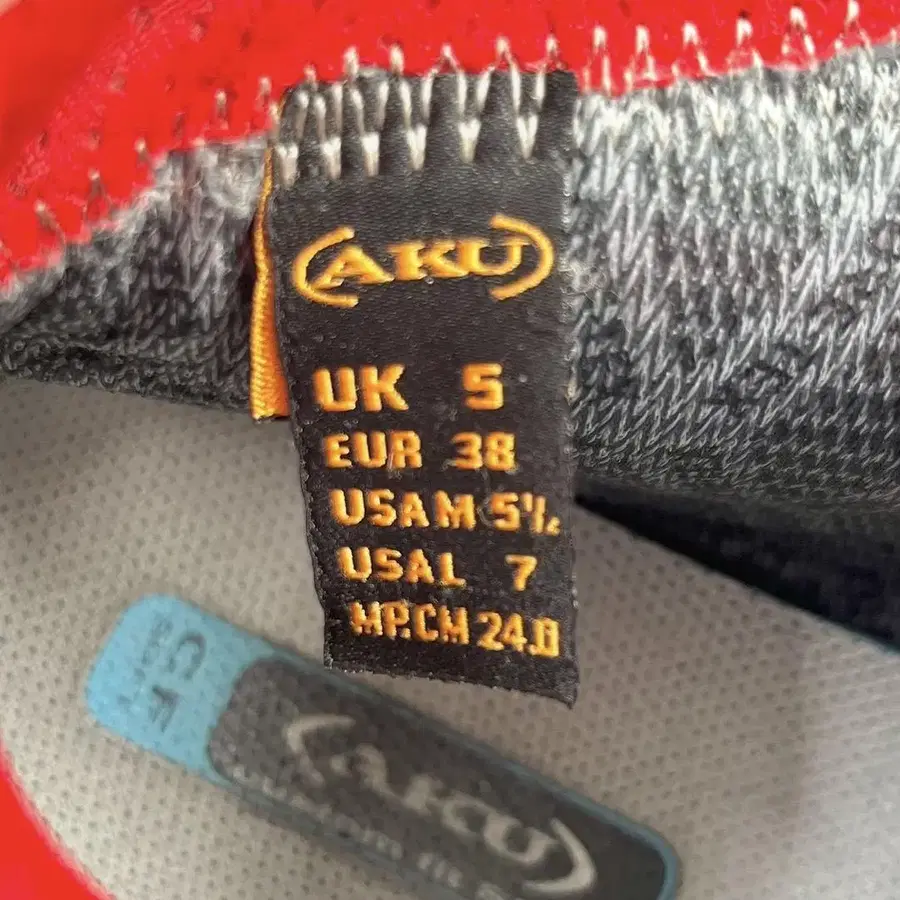 AKU
UK 5
EUR 38
USAM 5½
USAL 7
MP.CM 24.0
AKU